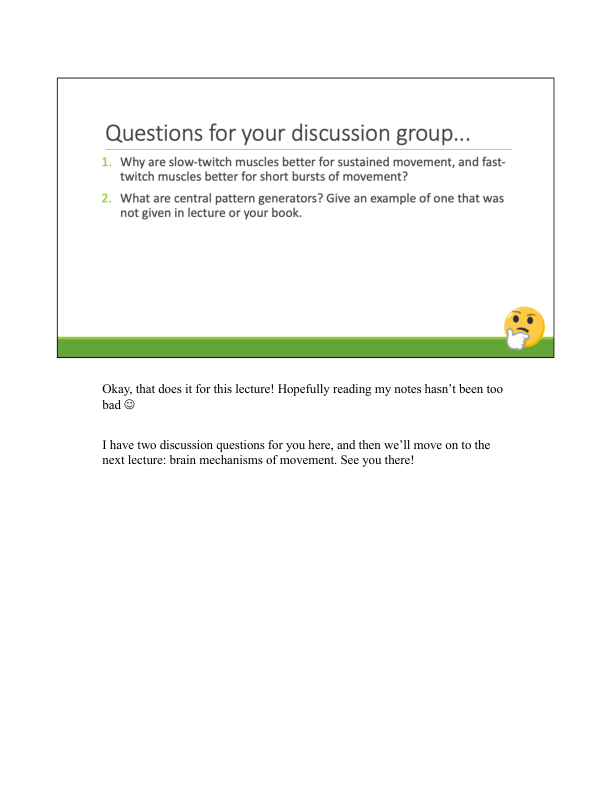 Questions for your discussion group...
1. Why are slow-twitch muscles better for sustained movement, and fast-
twitch muscles better for short bursts of movement?
2. What are central pattern generators? Give an example of one that was
not given in lecture or your book.
Okay, that does it for this lecture! Hopefully reading my notes hasn’t been too
bad ☺
I have two discussion questions for you here, and then we’ll move on to the
next lecture: brain mechanisms of movement. See you there!